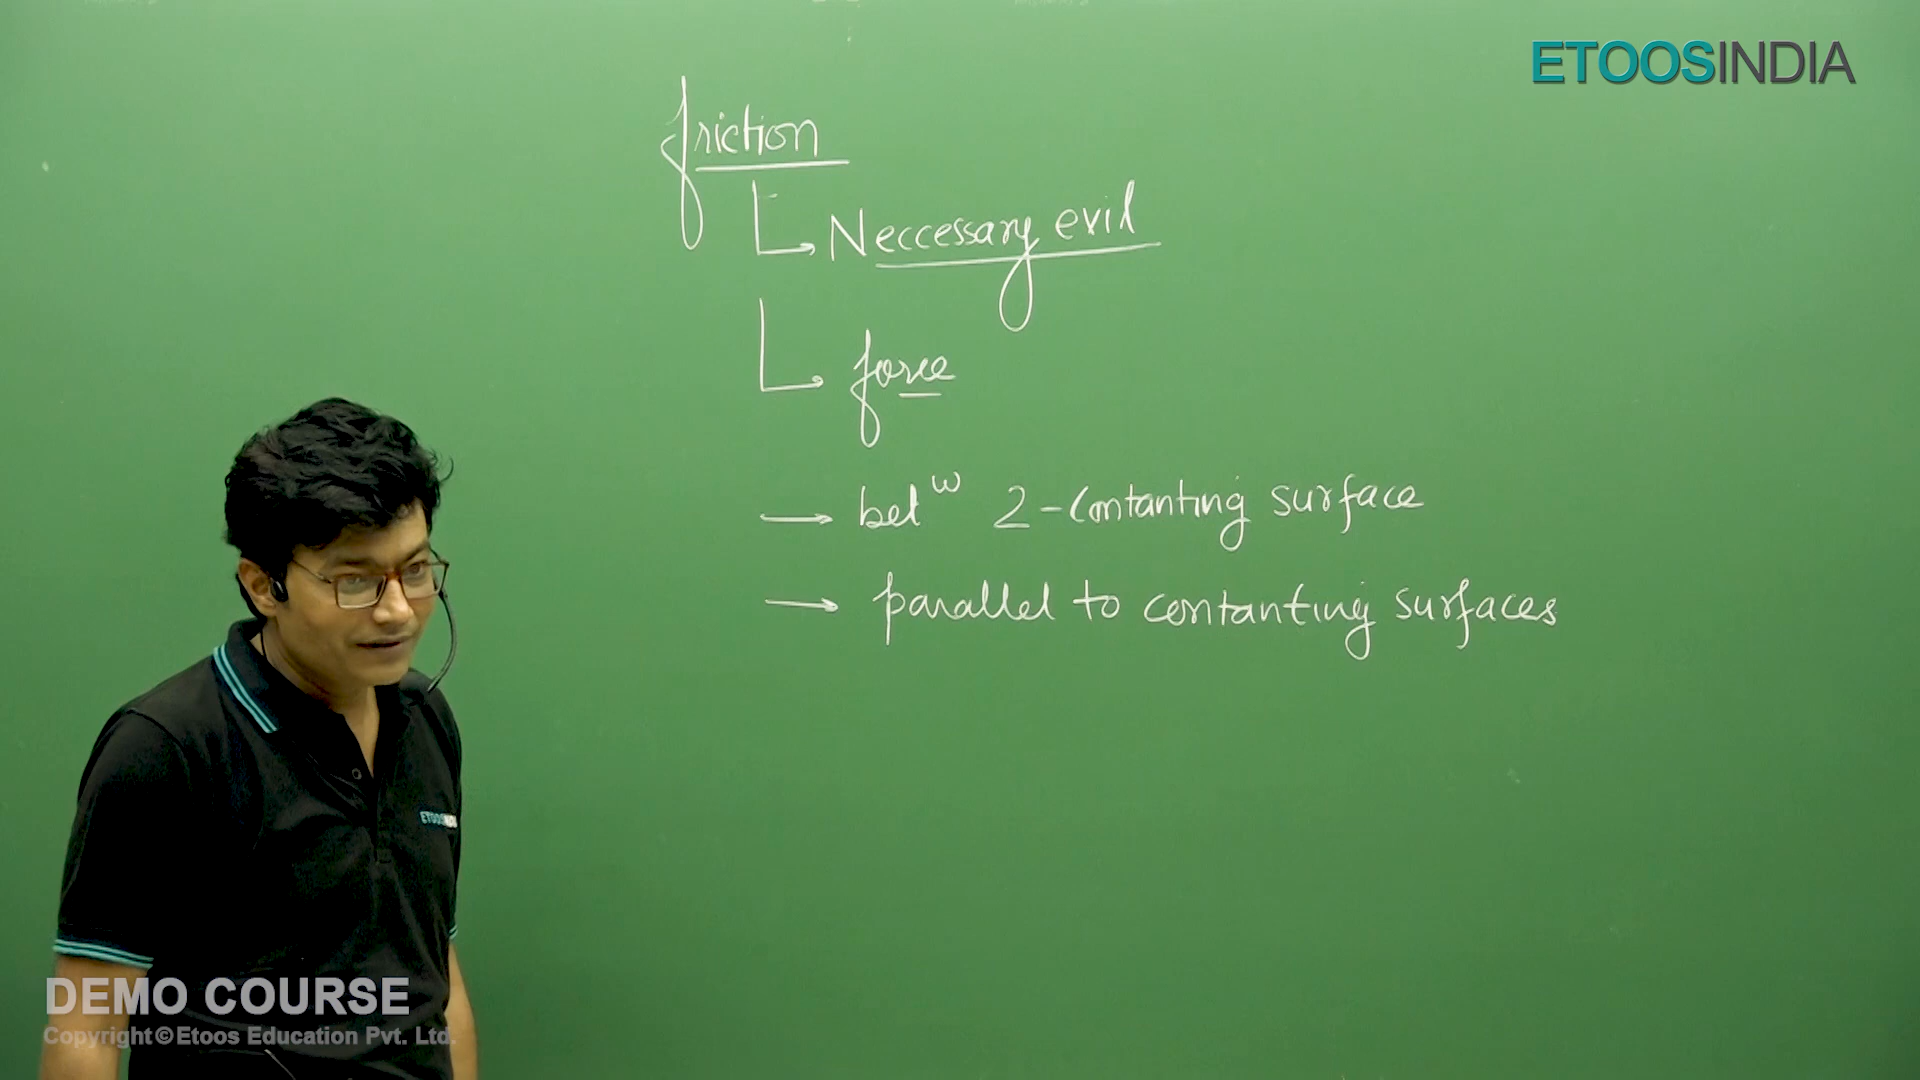 ETOOSINDIA
friction
Neccessary evil
force
betw 2-Contanting surface
parallel to contanting surfaces
ETOOSINDIA
DEMO COURSE
Copyright©Etoos Education Pvt. Ltd.